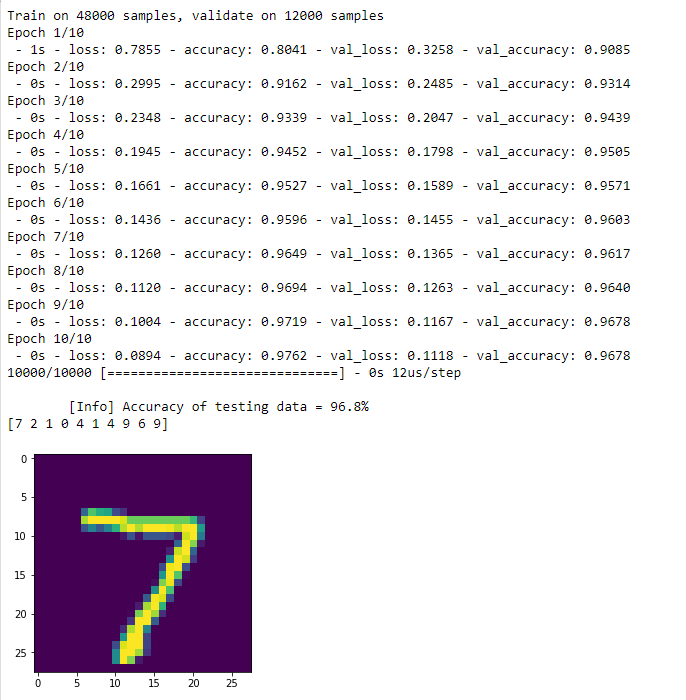 Train on 48000 samples, validate on 12000 samples
Epoch 1/10
 - 1s - loss: 0.7855 - accuracy: 0.8041 - val_loss: 0.3258 - val_accuracy: 0.9085
Epoch 2/10
 - 0s - loss: 0.2995 - accuracy: 0.9162 - val_loss: 0.2485 - val_accuracy: 0.9314
Epoch 3/10
 - 0s - loss: 0.2348 - accuracy: 0.9339 - val_loss: 0.2047 - val_accuracy: 0.9439
Epoch 4/10
 - 0s - loss: 0.1945 - accuracy: 0.9452 - val_loss: 0.1798 - val_accuracy: 0.9505
Epoch 5/10
 - 0s - loss: 0.1661 - accuracy: 0.9527 - val_loss: 0.1589 - val_accuracy: 0.9571
Epoch 6/10
 - 0s - loss: 0.1436 - accuracy: 0.9596 - val_loss: 0.1455 - val_accuracy: 0.9603
Epoch 7/10
 - 0s - loss: 0.1260 - accuracy: 0.9649 - val_loss: 0.1365 - val_accuracy: 0.9617
Epoch 8/10
 - 0s - loss: 0.1120 - accuracy: 0.9694 - val_loss: 0.1263 - val_accuracy: 0.9640
Epoch 9/10
 - 0s - loss: 0.1004 - accuracy: 0.9719 - val_loss: 0.1167 - val_accuracy: 0.9678
Epoch 10/10
 - 0s - loss: 0.0894 - accuracy: 0.9762 - val_loss: 0.1118 - val_accuracy: 0.9678
10000/10000 [==============================] - 0s 12us/step
[Info] Accuracy of testing data = 96.8%
[7 2 1 0 4 1 4 9 6 9]
0
5
10
15
20
25
7
0 5 10 15 20 25